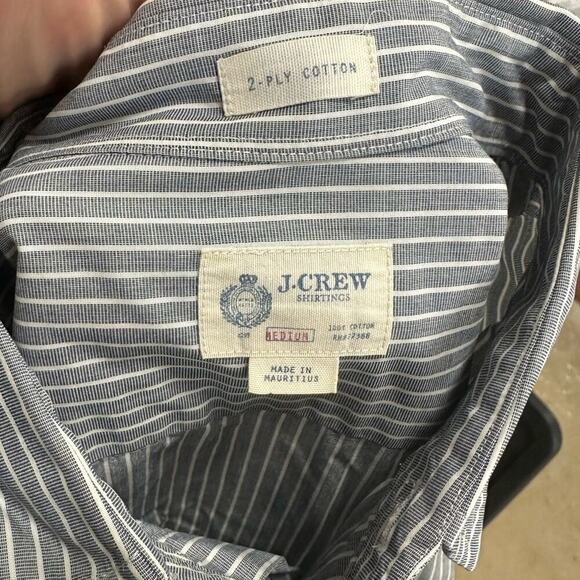 2-PLY COTTON
J.CREW
SHIRTINGS
MEDIUM
100% COTTON
MADE IN
MAURITIUS